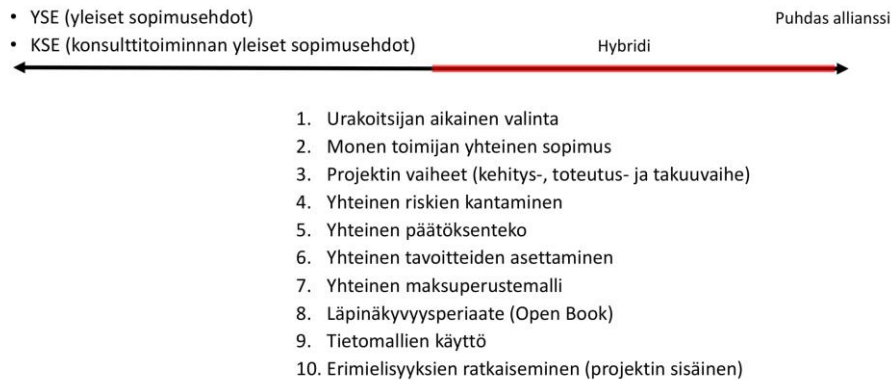 • YSE (yleiset sopimusehdot)
• KSE (konsulttitoiminnan yleiset sopimusehdot)
Puhdas allianssi
Hybridi
1. Urakoitsijan aikainen valinta
2. Monen toimijan yhteinen sopimus
3. Projektin vaiheet (kehitys-, toteutus- ja takuuvaihe)
4. Yhteinen riskien kantaminen
5. Yhteinen päätöksenteko
6. Yhteinen tavoitteiden asettaminen
7. Yhteinen maksuperustemalli
8. Läpinäkyvyysperiaate (Open Book)
9. Tietomallien käyttö
10. Erimielisyyksien ratkaiseminen (projektin sisäinen)